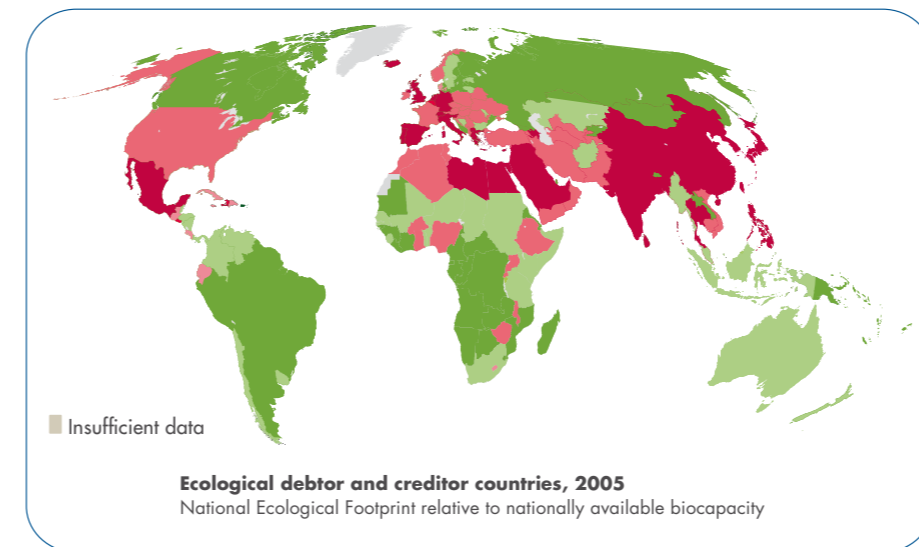 Insufficient data
Ecological debtor and creditor countries, 2005
National Ecological Footprint relative to nationally available biocapacity